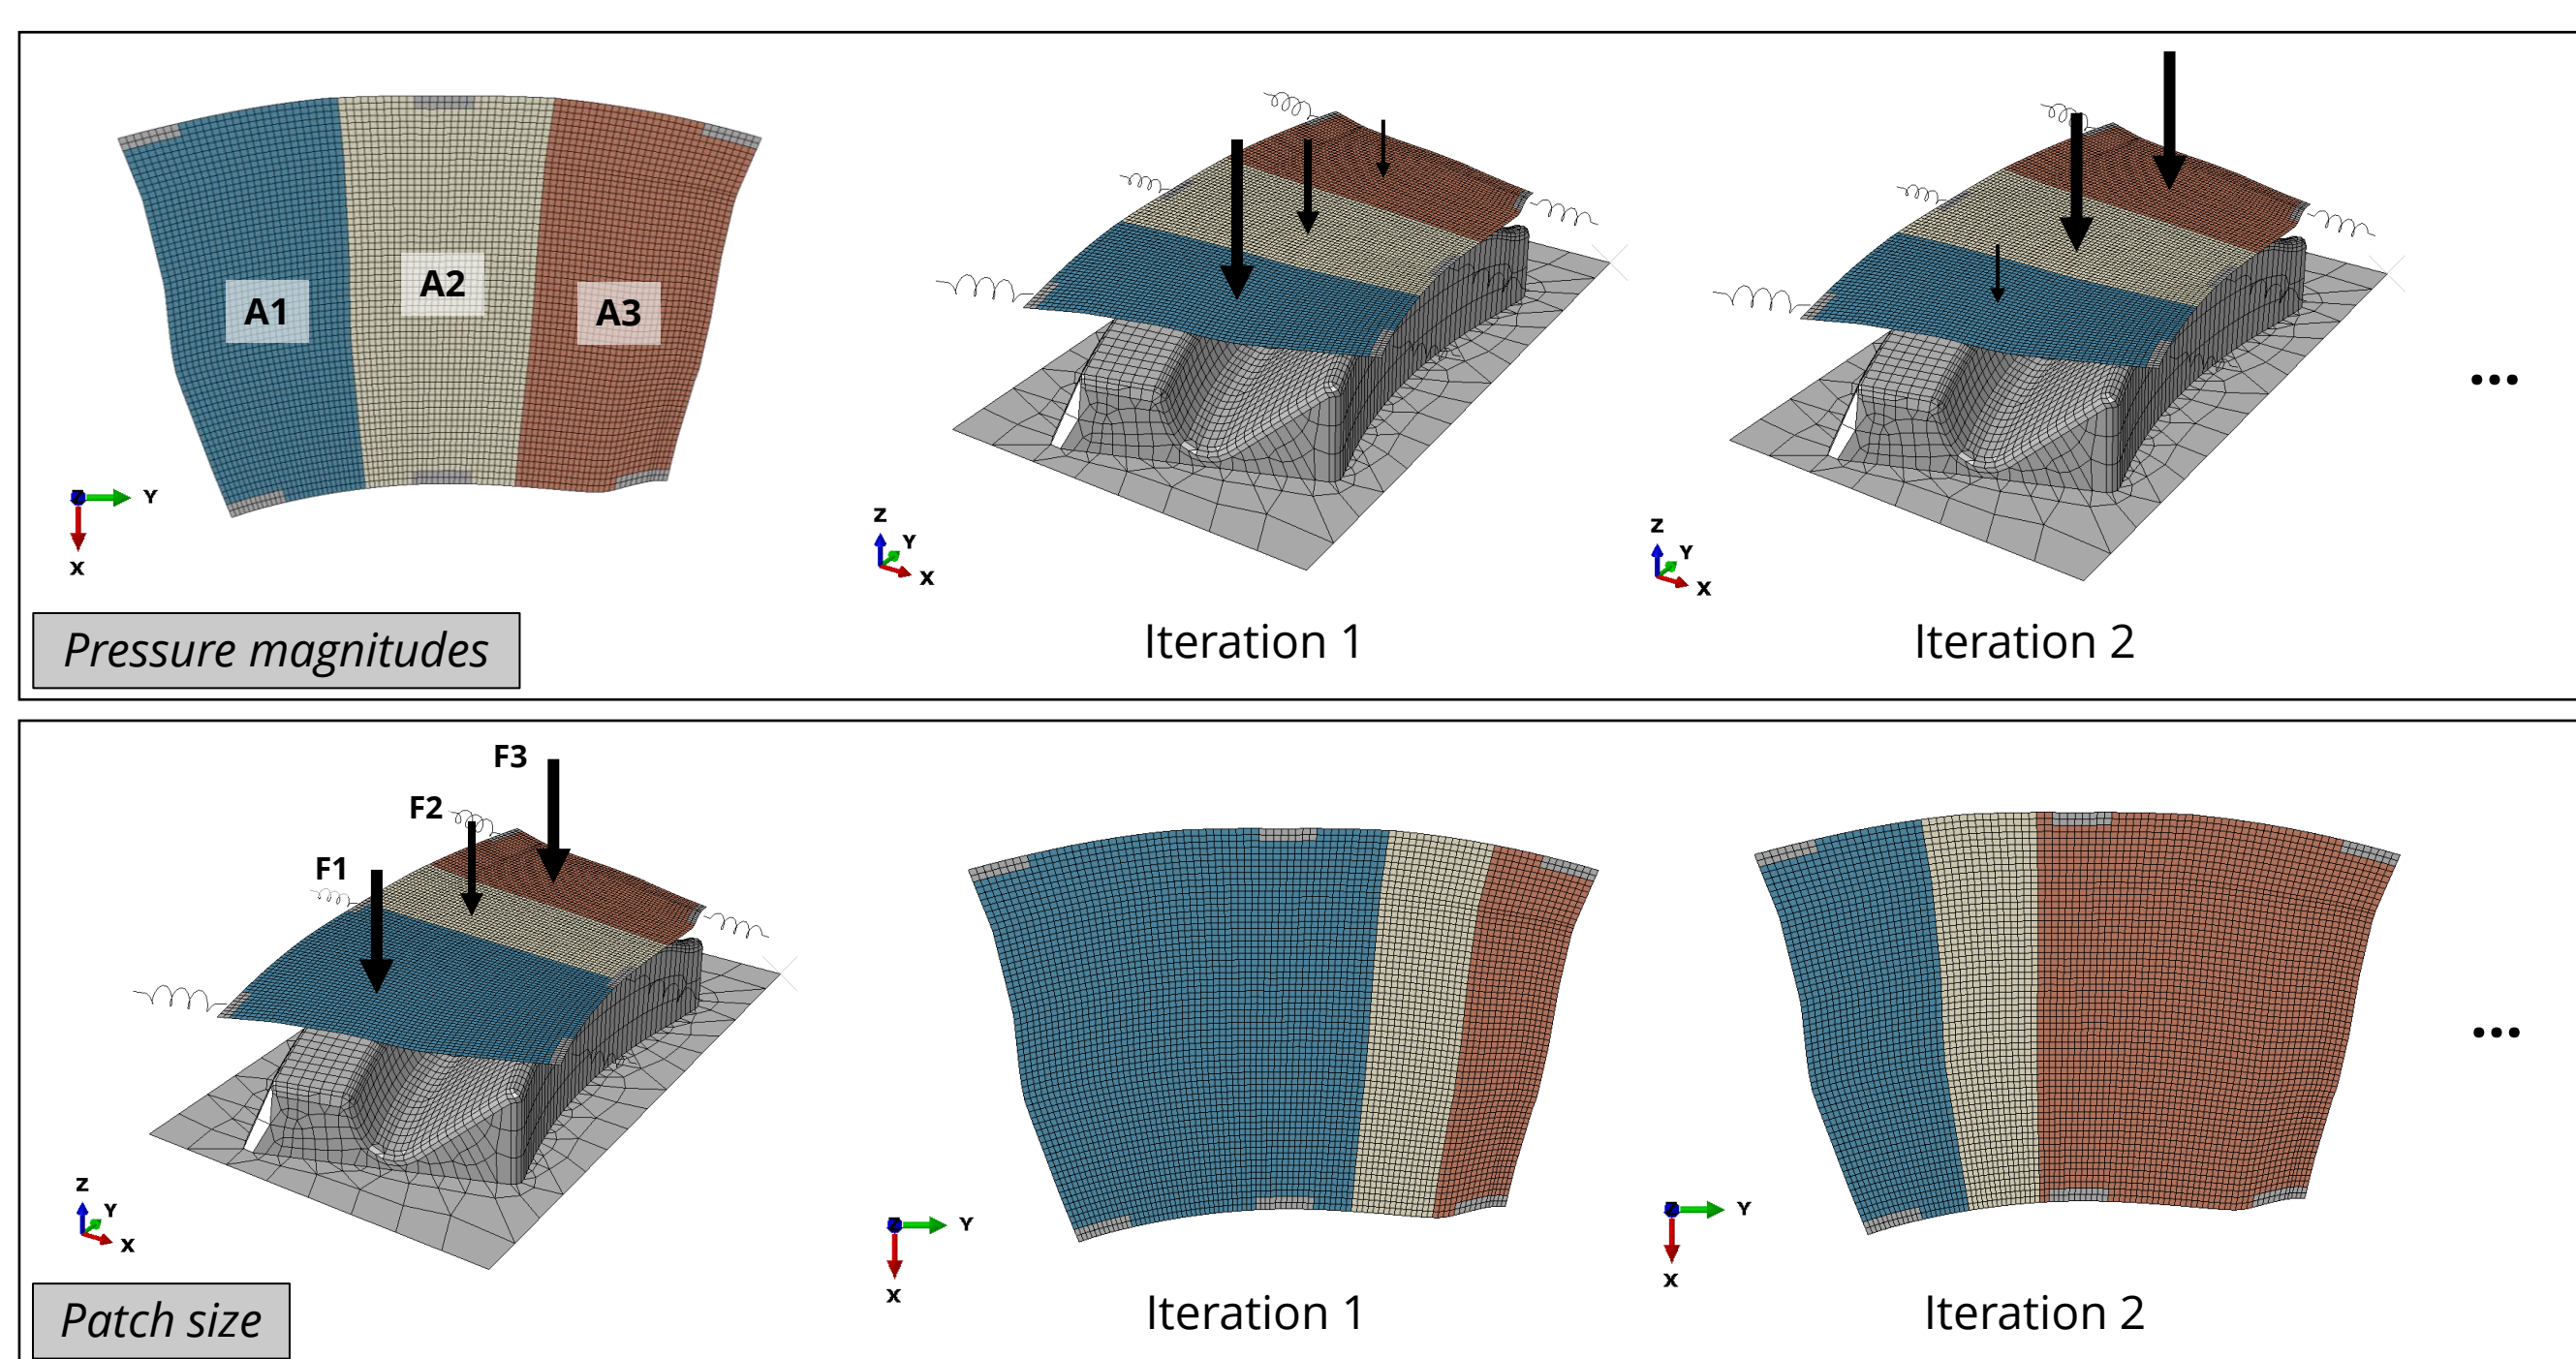 A1
A2
A3
Y
X
Z
Y
X
Z
Y
X
Pressure magnitudes
Iteration 1
Iteration 2
...
F3
F2
F1
Z
Y
X
Z
Y
X
Z
Y
X
Patch size
Iteration 1
Iteration 2
...